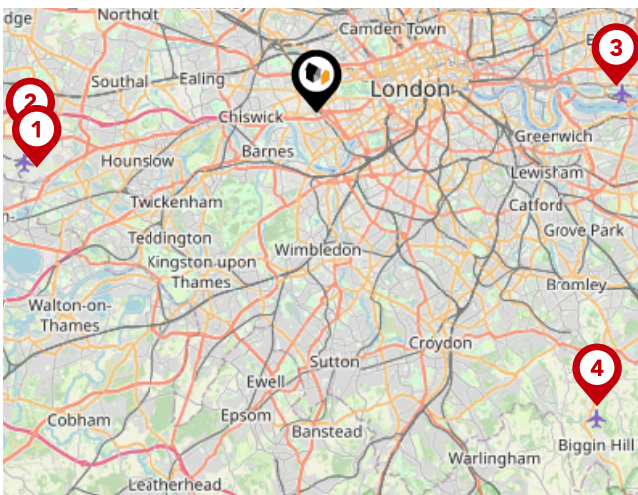 Northolt
Camden Town
3
Southal
Ealing
London
2
Chiswick
1
Greenwich
Hounslow
Barnes
Lewisham
Twickenham
Catford
Teddington
Grove Park
Wimbledon
Kingston upon
Thames
Bromley
Walton-on-
Thames
Croydon
Sutton
4
Ewell
Cobham
Epsom
Banstead
Biggin Hill
Warlingham
Leatherhead